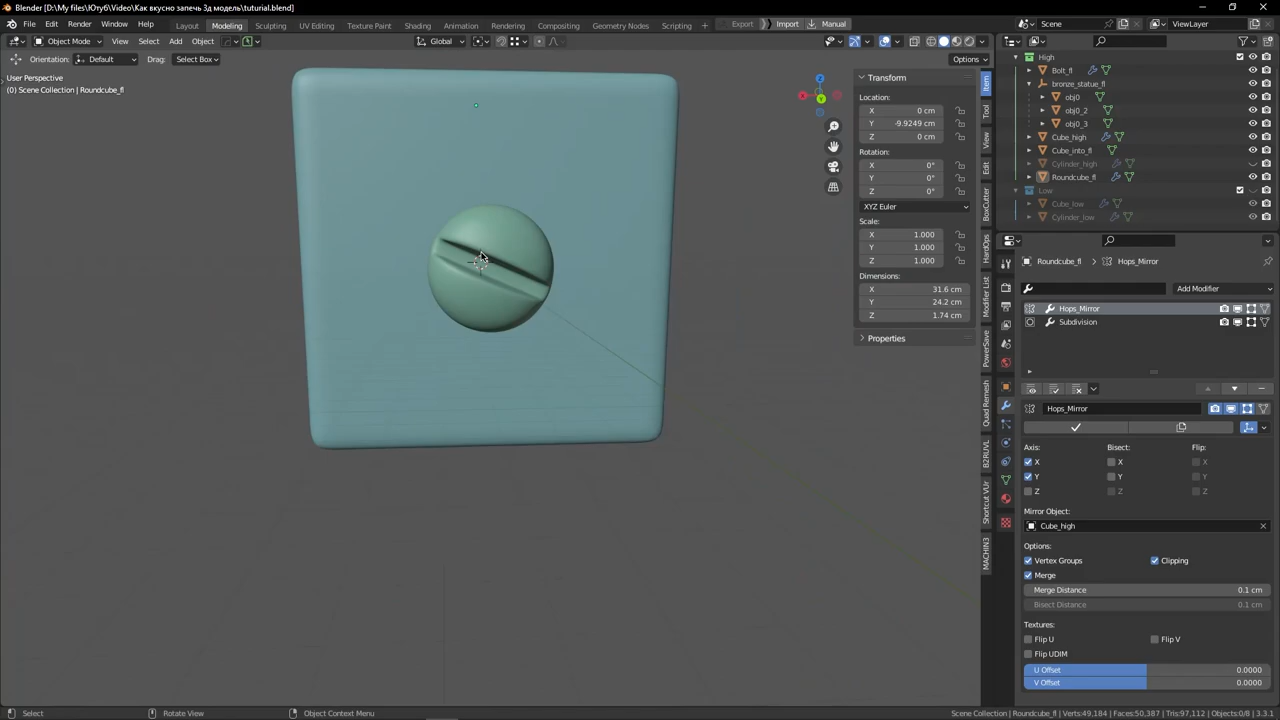 Blender [D:\My files\Ютуб\Video\Как вкусно запечь 3д модель\tuturial.blend]
File Edit Render Window Help Layout Modeling Sculpting UV Editing Texture Paint Shading Animation Rendering Compositing Geometry Nodes Scripting + Export Import Manual Scene ViewLayer
Object Mode View Select Add Object Global
Orientation: Default Drag: Select Box Options
User Perspective
(0) Scene Collection | Roundcube_fl
Transform
Location:
X 0 cm
Y -9.9249 cm
Z 0 cm
Rotation:
X 0°
Y 0°
Z 0°
XYZ Euler
Scale:
X 1.000
Y 1.000
Z 1.000
Dimensions:
X 31.6 cm
Y 24.2 cm
Z 1.74 cm
Properties
Item
Tool
View
Edit
BoxCutter
HardOps
Modifier List
PowerSave
Quad Remesh
B2RUVL
Shortcut VUr
MACHIN3
High
Bolt_fl
bronze_statue_fl
obj0
obj0_2
obj0_3
Cube_high
Cube_into_fl
Cylinder_high
Roundcube_fl
Low
Cube_low
Cylinder_low
Roundcube_fl > Hops_Mirror
Add Modifier
Hops_Mirror
Subdivision
Hops_Mirror
Axis: Bisect: Flip:
X X X
Y Y Y
Z Z Z
Mirror Object:
Cube_high
Options:
Vertex Groups Clipping
Merge
Merge Distance 0.1 cm
Bisect Distance 0.1 cm
Textures:
Flip U Flip V
Flip UDIM
U Offset 0.0000
V Offset 0.0000
Select Rotate View Object Context Menu Scene Collection | Roundcube_fl | Verts:49,184 | Faces:50,387 | Tris:97,112 | Objects:0/8 | 3.3.1